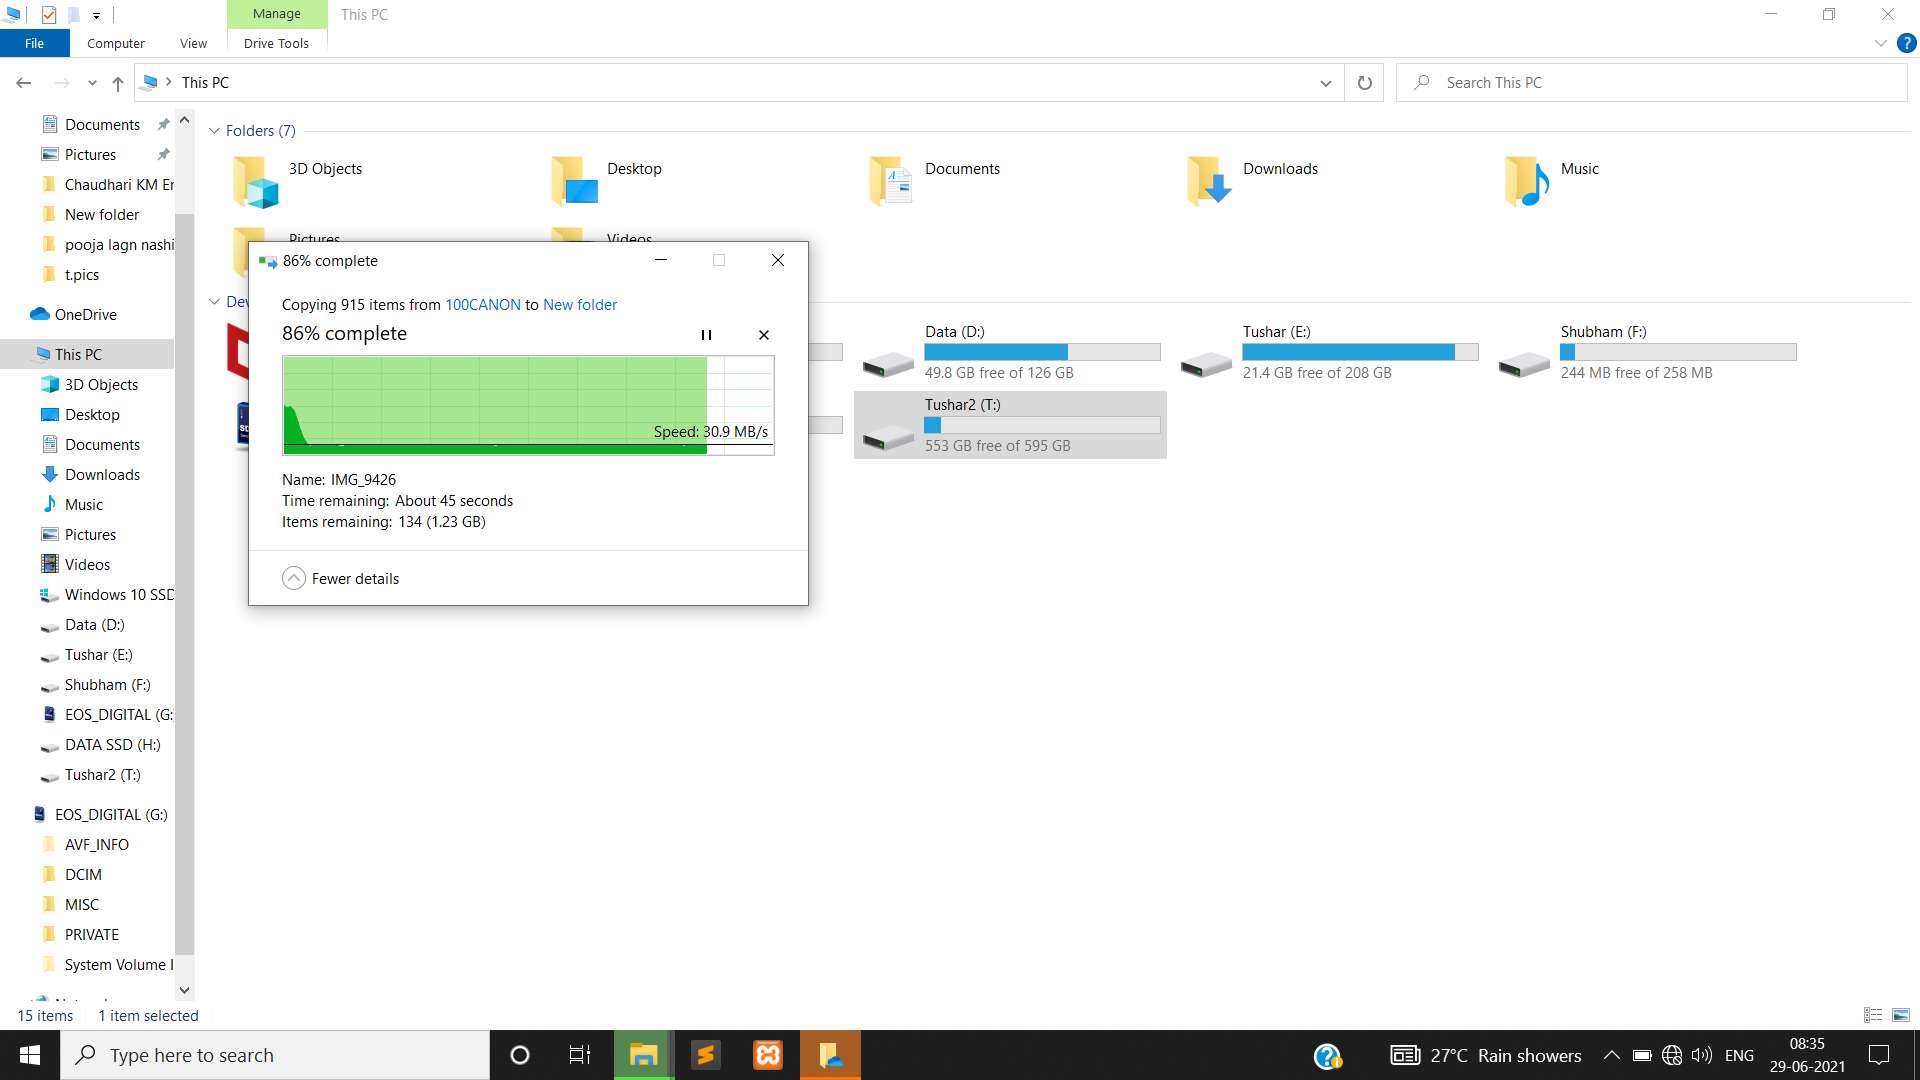 Manage
This PC
File
Computer
View
Drive Tools
This PC
Search This PC
Documents
Pictures
Chaudhari KM Er
New folder
pooja lagn nashi
t.pics
OneDrive
This PC
3D Objects
Desktop
Documents
Downloads
Music
Pictures
Videos
Windows 10 SSD
Data (D:)
Tushar (E:)
Shubham (F:)
EOS_DIGITAL (G:
DATA SSD (H:)
Tushar2 (T:)
EOS_DIGITAL (G:)
AVF_INFO
DCIM
MISC
PRIVATE
System Volume I
Folders (7)
3D Objects
Desktop
Documents
Downloads
Music
Pictures
Videos
Data (D:)
49.8 GB free of 126 GB
Tushar (E:)
21.4 GB free of 208 GB
Shubham (F:)
244 MB free of 258 MB
Tushar2 (T:)
553 GB free of 595 GB
86% complete
Copying 915 items from 100CANON to New folder
86% complete
Speed: 30.9 MB/s
Name: IMG_9426
Time remaining: About 45 seconds
Items remaining: 134 (1.23 GB)
Fewer details
15 items
1 item selected
Type here to search
27°C Rain showers
ENG
08:35
29-06-2021